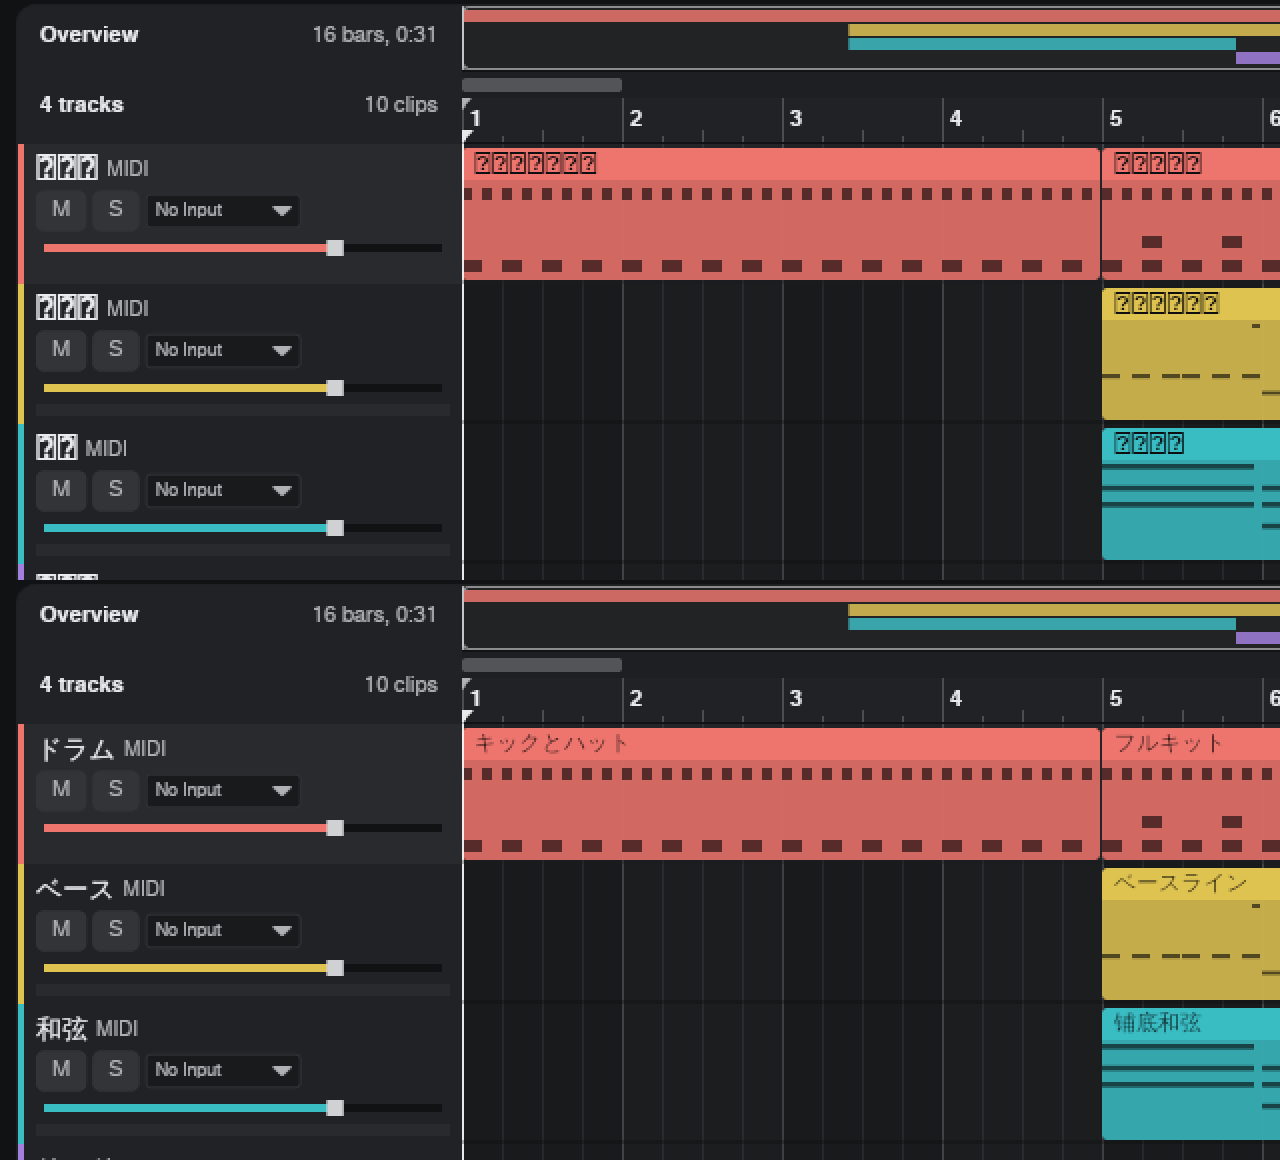 Overview 16 bars, 0:31
4 tracks 10 clips
1 2 3 4 5 6
MIDI
M S No Input
MIDI
M S No Input
MIDI
M S No Input
Overview 16 bars, 0:31
4 tracks 10 clips
1 2 3 4 5 6
ドラム MIDI キックとハット フルキット
M S No Input
ベース MIDI ベースライン
M S No Input
和弦 MIDI 铺底和弦
M S No Input